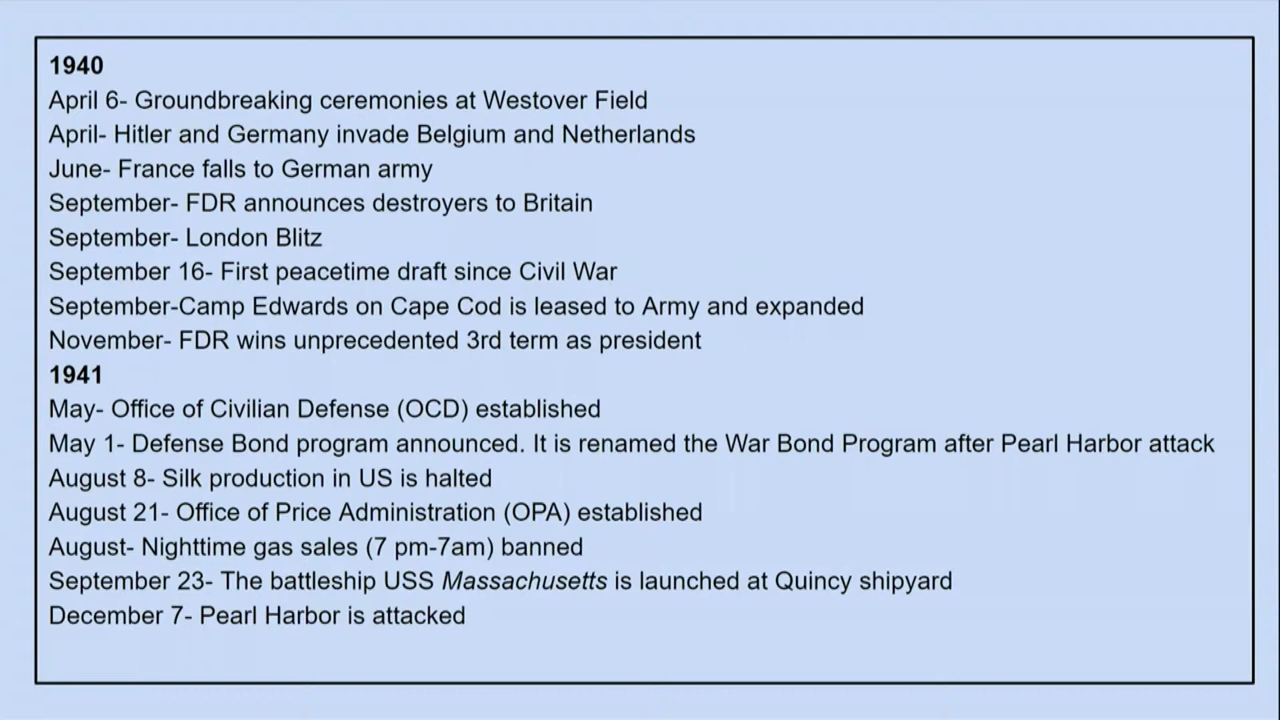 1940
April 6- Groundbreaking ceremonies at Westover Field
April- Hitler and Germany invade Belgium and Netherlands
June- France falls to German army
September- FDR announces destroyers to Britain
September- London Blitz
September 16- First peacetime draft since Civil War
September-Camp Edwards on Cape Cod is leased to Army and expanded
November- FDR wins unprecedented 3rd term as president
1941
May- Office of Civilian Defense (OCD) established
May 1- Defense Bond program announced. It is renamed the War Bond Program after Pearl Harbor attack
August 8- Silk production in US is halted
August 21- Office of Price Administration (OPA) established
August- Nighttime gas sales (7 pm-7am) banned
September 23- The battleship USS Massachusetts is launched at Quincy shipyard
December 7- Pearl Harbor is attacked